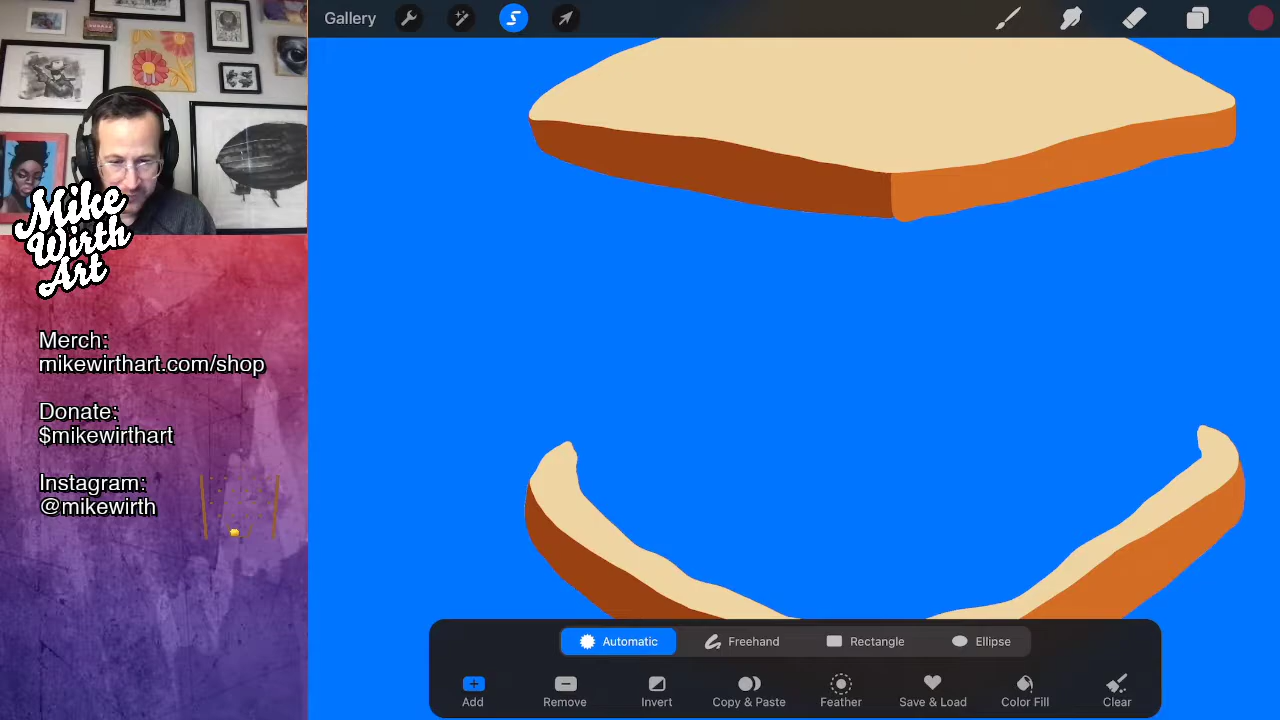 Gallery
Mike
Wirth
Art
Merch:
mikewirthart.com/shop
Donate:
$mikewirthart
Instagram:
@mikewirth
Automatic
Freehand
Rectangle
Ellipse
Add
Remove
Invert
Copy & Paste
Feather
Save & Load
Color Fill
Clear